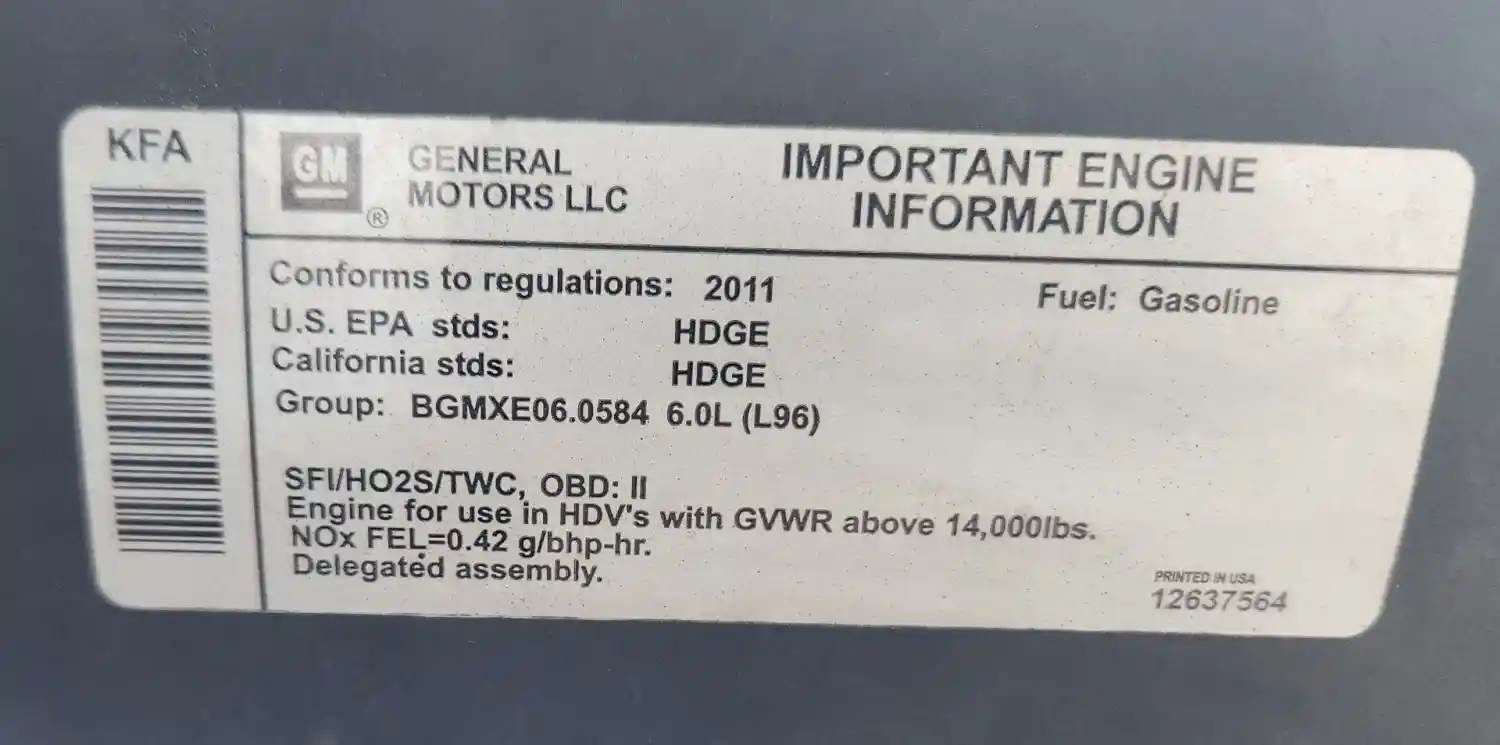 KFA
GM
®
GENERAL
MOTORS LLC
IMPORTANT ENGINE
INFORMATION
Conforms to regulations: 2011
Fuel: Gasoline
U.S. EPA stds: HDGE
California stds: HDGE
Group: BGMXE06.0584 6.0L (L96)
SFI/HO2S/TWC, OBD: II
Engine for use in HDV's with GVWR above 14,000lbs.
NOx FEL=0.42 g/bhp-hr.
Delegated assembly.
PRINTED IN USA
12637564